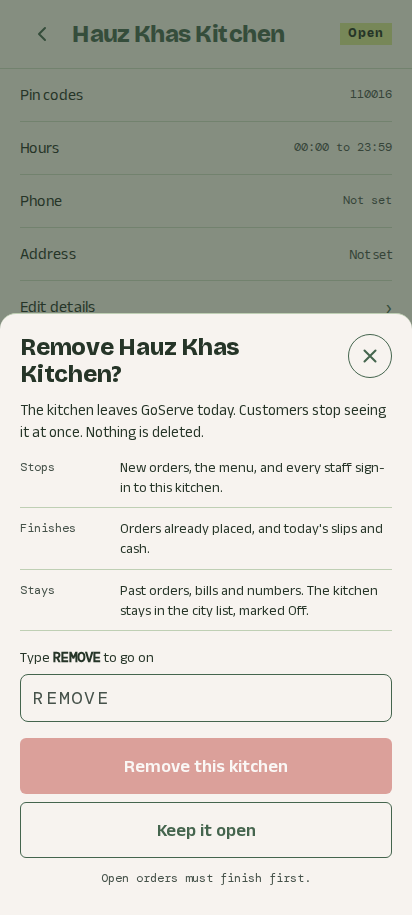 Hauz Khas Kitchen
Open
Pin codes
110016
Hours
00:00 to 23:59
Phone
Not set
Address
Not set
Edit details
Remove Hauz Khas
Kitchen?
The kitchen leaves GoServe today. Customers stop seeing
it at once. Nothing is deleted.
Stops
New orders, the menu, and every staff sign-
in to this kitchen.
Finishes
Orders already placed, and today's slips and
cash.
Stays
Past orders, bills and numbers. The kitchen
stays in the city list, marked Off.
Type REMOVE to go on
REMOVE
Remove this kitchen
Keep it open
Open orders must finish first.